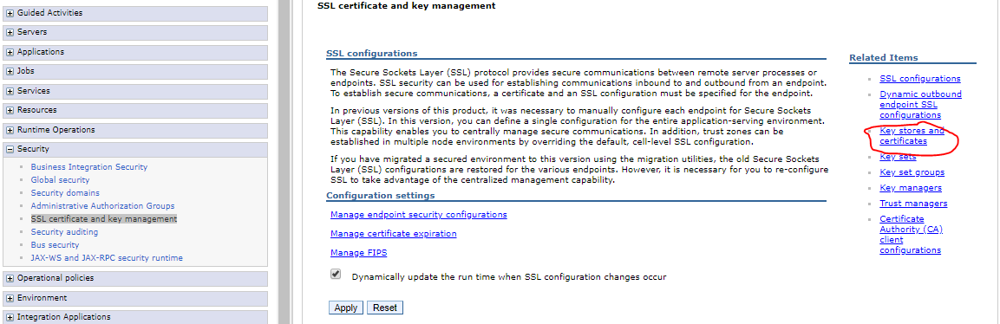 Guided Activities
Servers
Applications
Jobs
Services
Resources
Runtime Operations
Security
Business Integration Security
Global security
Security domains
Administrative Authorization Groups
SSL certificate and key management
Security auditing
Bus security
JAX-WS and JAX-RPC security runtime
Operational policies
Environment
Integration Applications
SSL certificate and key management
SSL configurations
The Secure Sockets Layer (SSL) protocol provides secure communications between remote server processes or
endpoints. SSL security can be used for establishing communications inbound to and outbound from an endpoint.
To establish secure communications, a certificate and an SSL configuration must be specified for the endpoint.
In previous versions of this product, it was necessary to manually configure each endpoint for Secure Sockets
Layer (SSL). In this version, you can define a single configuration for the entire application-serving environment.
This capability enables you to centrally manage secure communications. In addition, trust zones can be
established in multiple node environments by overriding the default, cell-level SSL configuration.
If you have migrated a secured environment to this version using the migration utilities, the old Secure Sockets
Layer (SSL) configurations are restored for the various endpoints. However, it is necessary for you to re-configure
SSL to take advantage of the centralized management capability.
Configuration settings
Manage endpoint security configurations
Manage certificate expiration
Manage FIPS
Dynamically update the run time when SSL configuration changes occur
Apply Reset
Related Items
SSL configurations
Dynamic outbound
endpoint SSL
configurations
Key stores and
certificates
Key sets
Key set groups
Key managers
Trust managers
Certificate
Authority (CA)
client
configurations